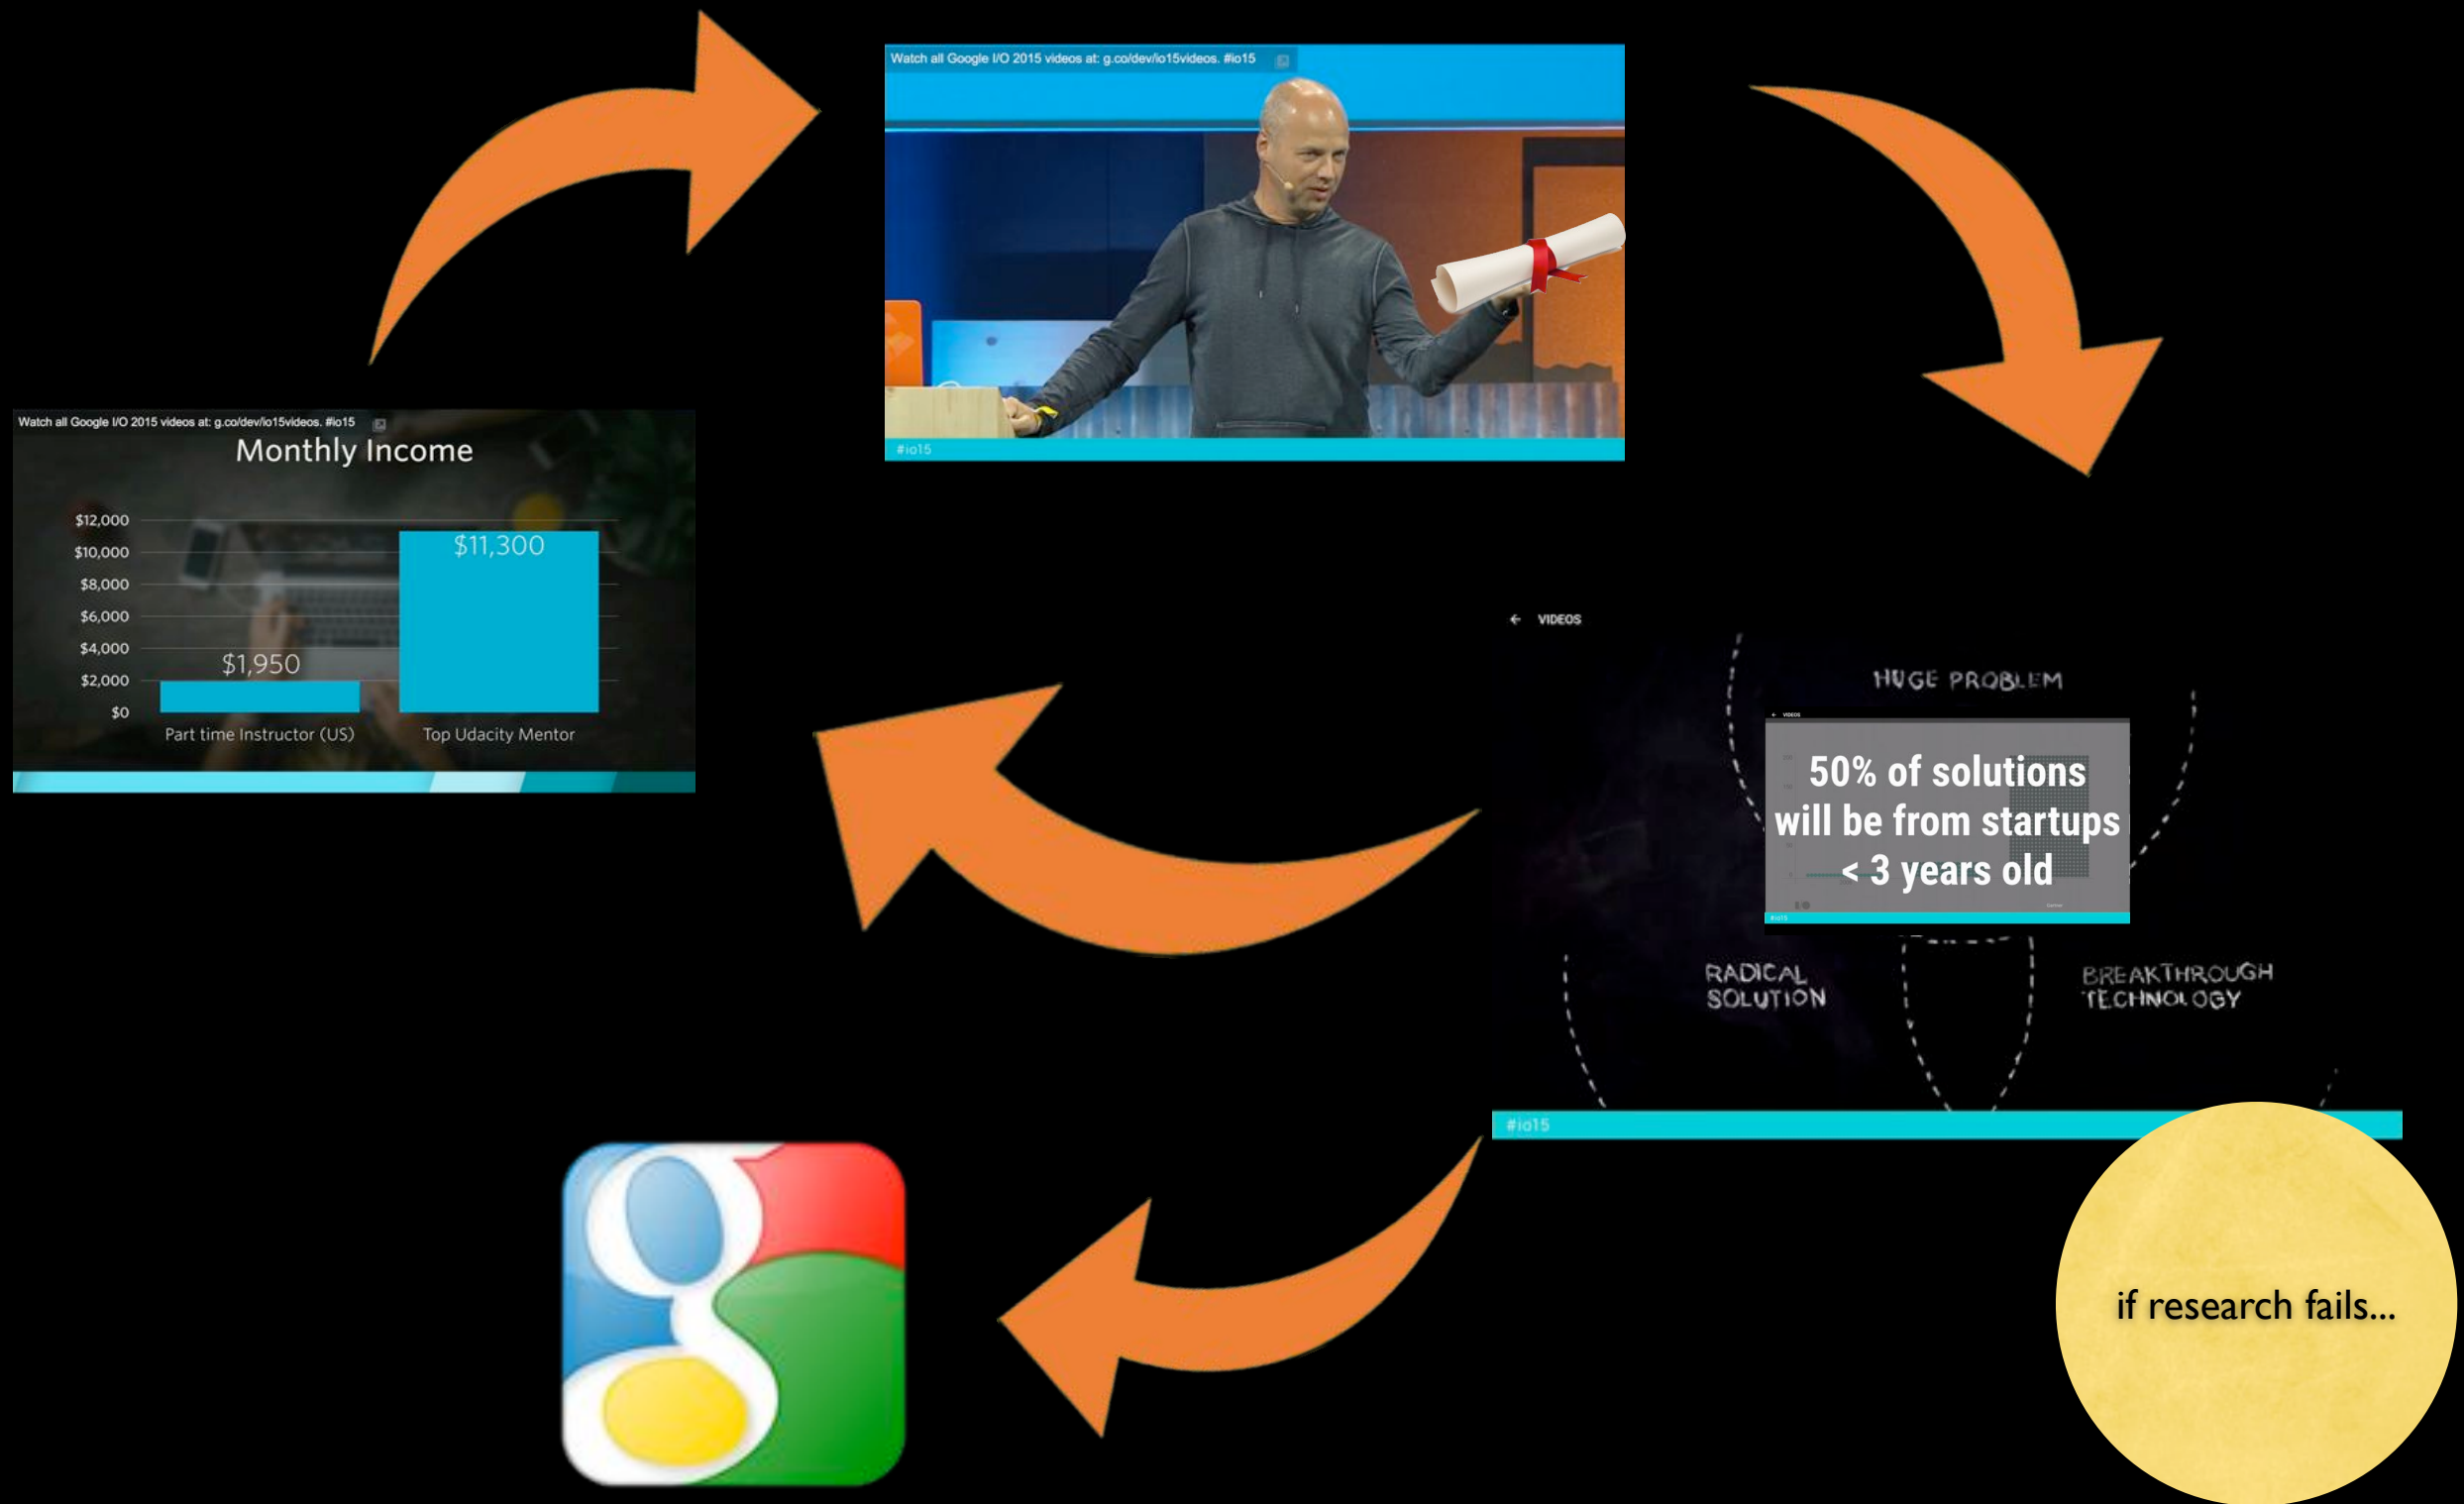 Watch all Google I/O 2015 videos at: g.co/dev/io15videos. #io15
#io15
Watch all Google I/O 2015 videos at: g.co/dev/io15videos. #io15
Monthly Income
$12,000
$10,000
$8,000
$6,000
$4,000
$2,000
$0
$1,950
$11,300
Part time Instructor (US)
Top Udacity Mentor
← VIDEOS
HUGE PROBLEM
← VIDEOS
50% of solutions
will be from startups
< 3 years old
#io15
RADICAL
SOLUTION
BREAKTHROUGH
TECHNOLOGY
#io15
if research fails...